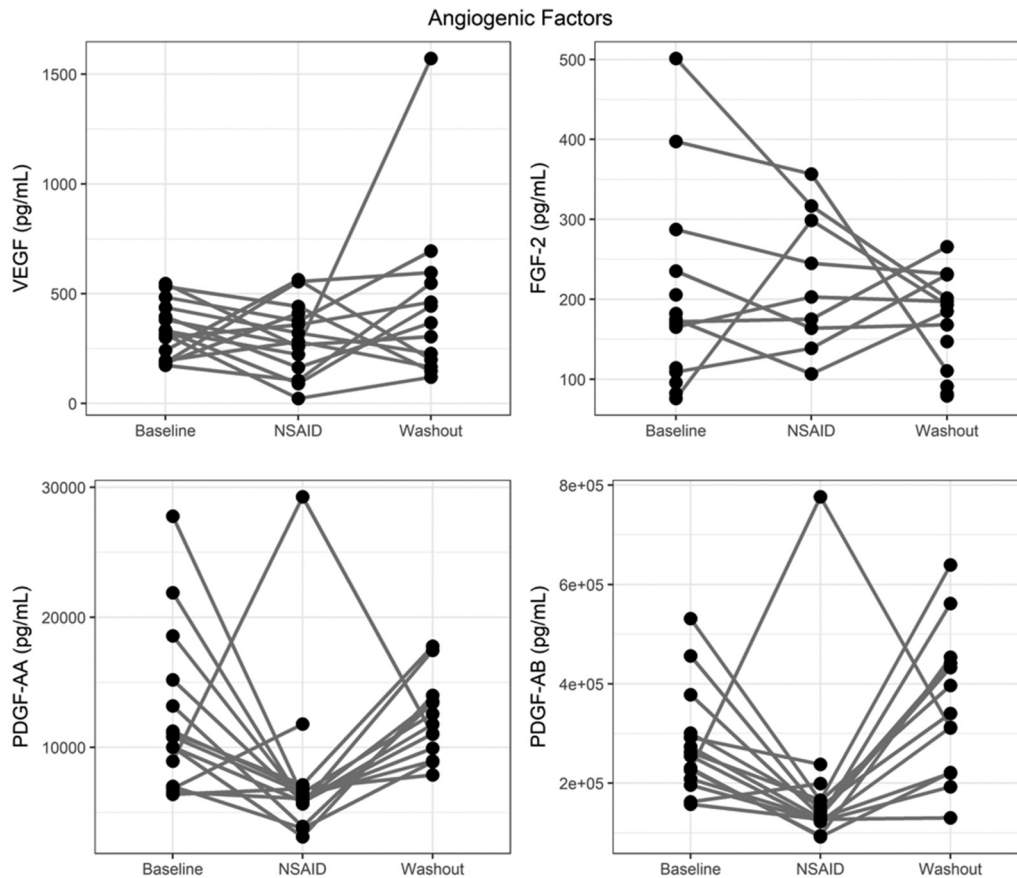 Angiogenic Factors
VEGF (pg/mL)
1500
1000
500
0
Baseline NSAID Washout
FGF-2 (pg/mL)
500
400
300
200
100
Baseline NSAID Washout
PDGF-AA (pg/mL)
30000
20000
10000
Baseline NSAID Washout
PDGF-AB (pg/mL)
8e+05
6e+05
4e+05
2e+05
Baseline NSAID Washout